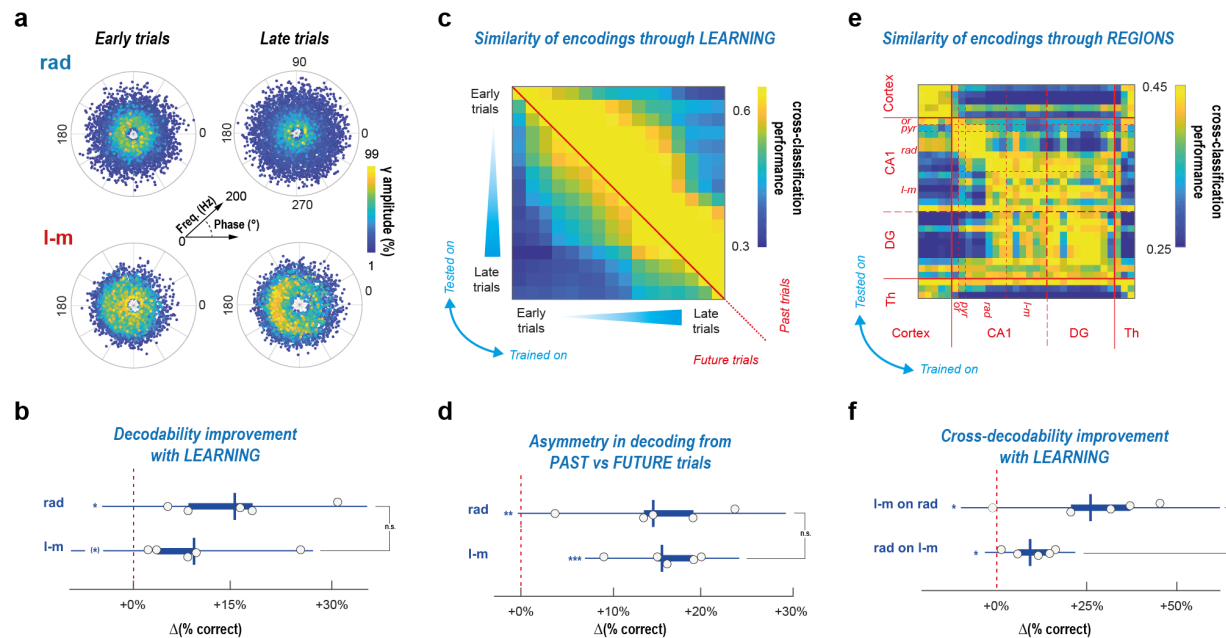 a
Early trials
Late trials
rad
90
180
0
180
0
270
99
γ amplitude (%)
1
Freq. (Hz)
200
Phase (°)
0
l-m
180
0
180
0
b
Decodability improvement
with LEARNING
rad
*
l-m
(*)
n.s.
+0%
+15%
+30%
Δ(% correct)
c
Similarity of encodings through LEARNING
Early
trials
Late
trials
Tested on
Early
trials
Late
trials
Trained on
Past trials
Future trials
0.6
0.3
cross-classification
performance
d
Asymmetry in decoding from
PAST vs FUTURE trials
rad
**
l-m
***
n.s.
+0%
+10%
+20%
+30%
Δ(% correct)
e
Similarity of encodings through REGIONS
Cortex
CA1
DG
Th
or
pyr
rad
l-m
Tested on
or
pyr
rad
l-m
Cortex
CA1
DG
Th
Trained on
0.45
0.25
cross-classification
performance
f
Cross-decodability improvement
with LEARNING
l-m on rad
*
rad on l-m
*
+0%
+25%
+50%
Δ(% correct)